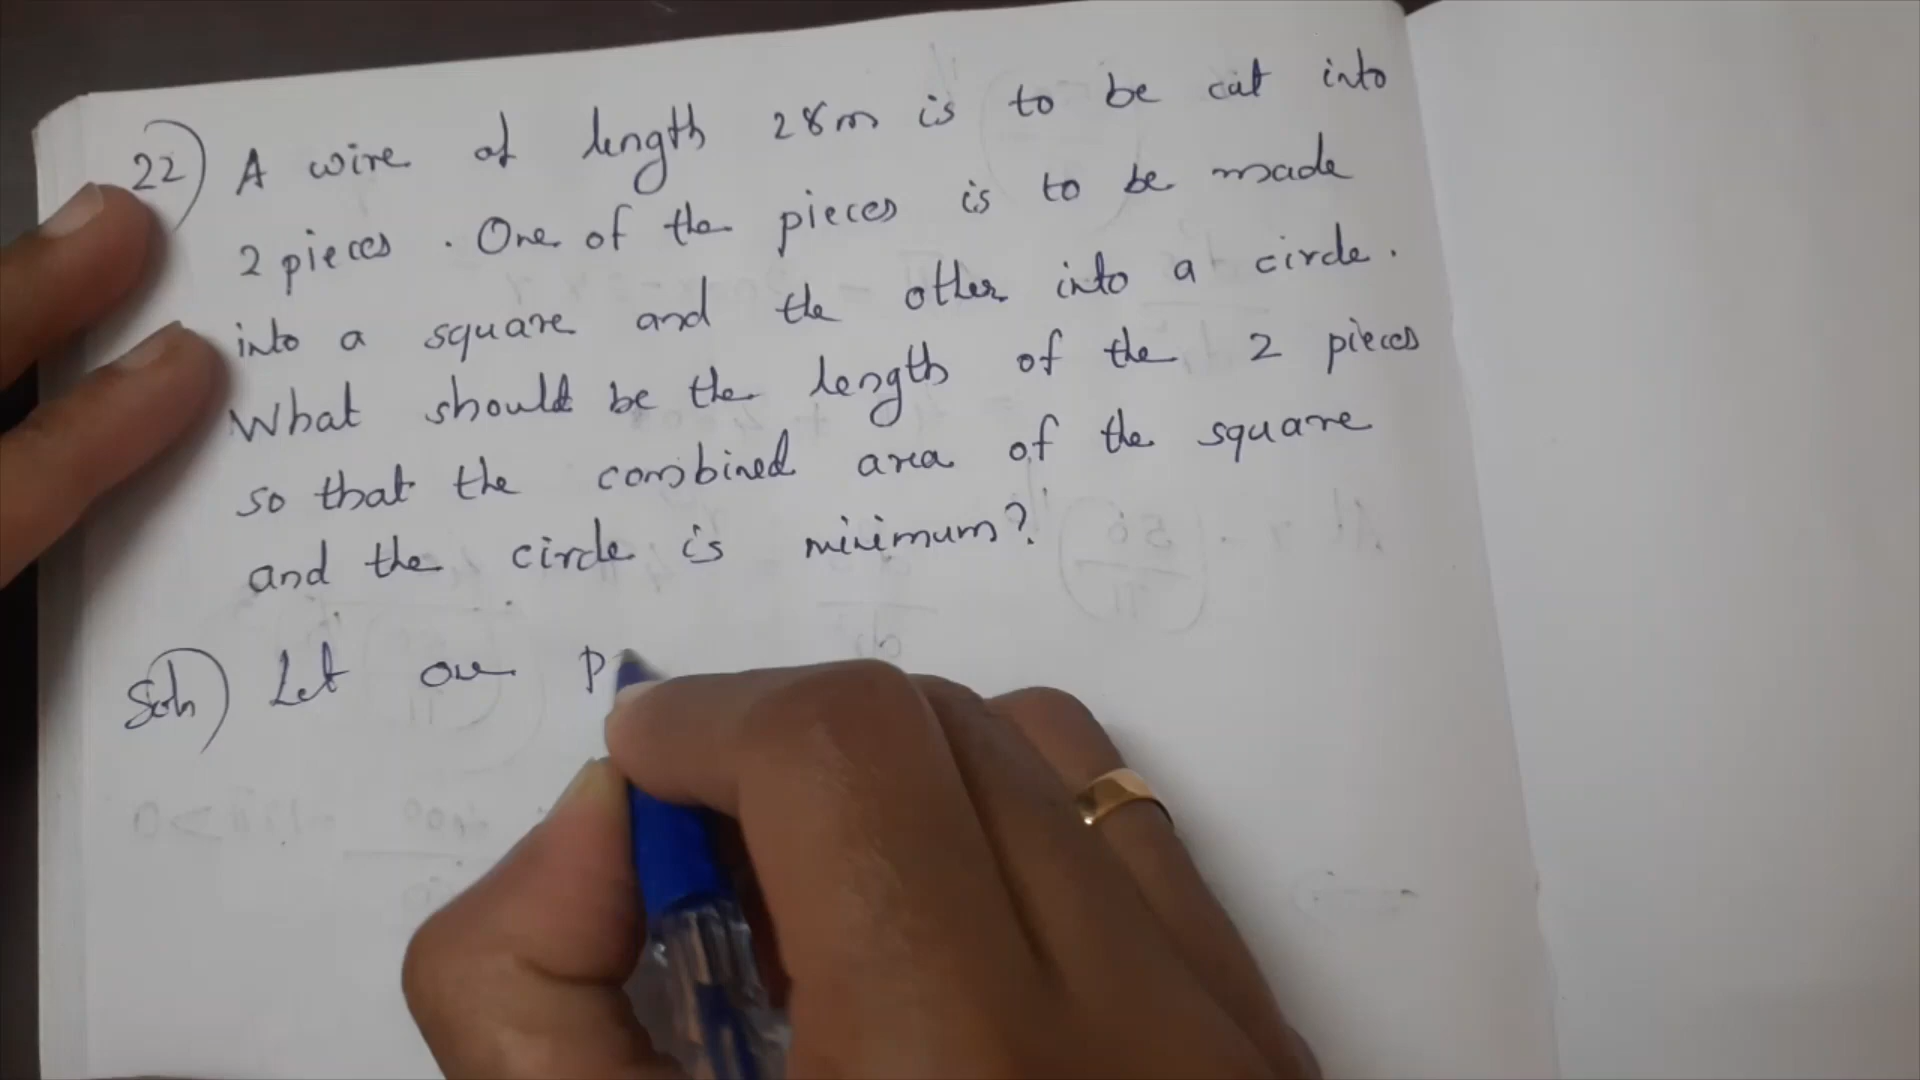 22) A wire of length 28m is to be cut into
2 pieces. One of the pieces is to be made
into a square and the other into a circle.
What should be the length of the 2 pieces
so that the combined area of the square
and the circle is minimum?
Soln) Let one